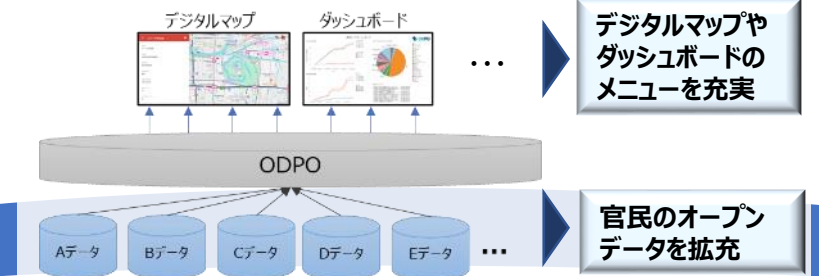 デジタルマップ
ダッシュボード
…
デジタルマップや
ダッシュボードの
メニューを充実
ODPO
Aデータ
Bデータ
Cデータ
Dデータ
Eデータ
…
官民のオープン
データを拡充